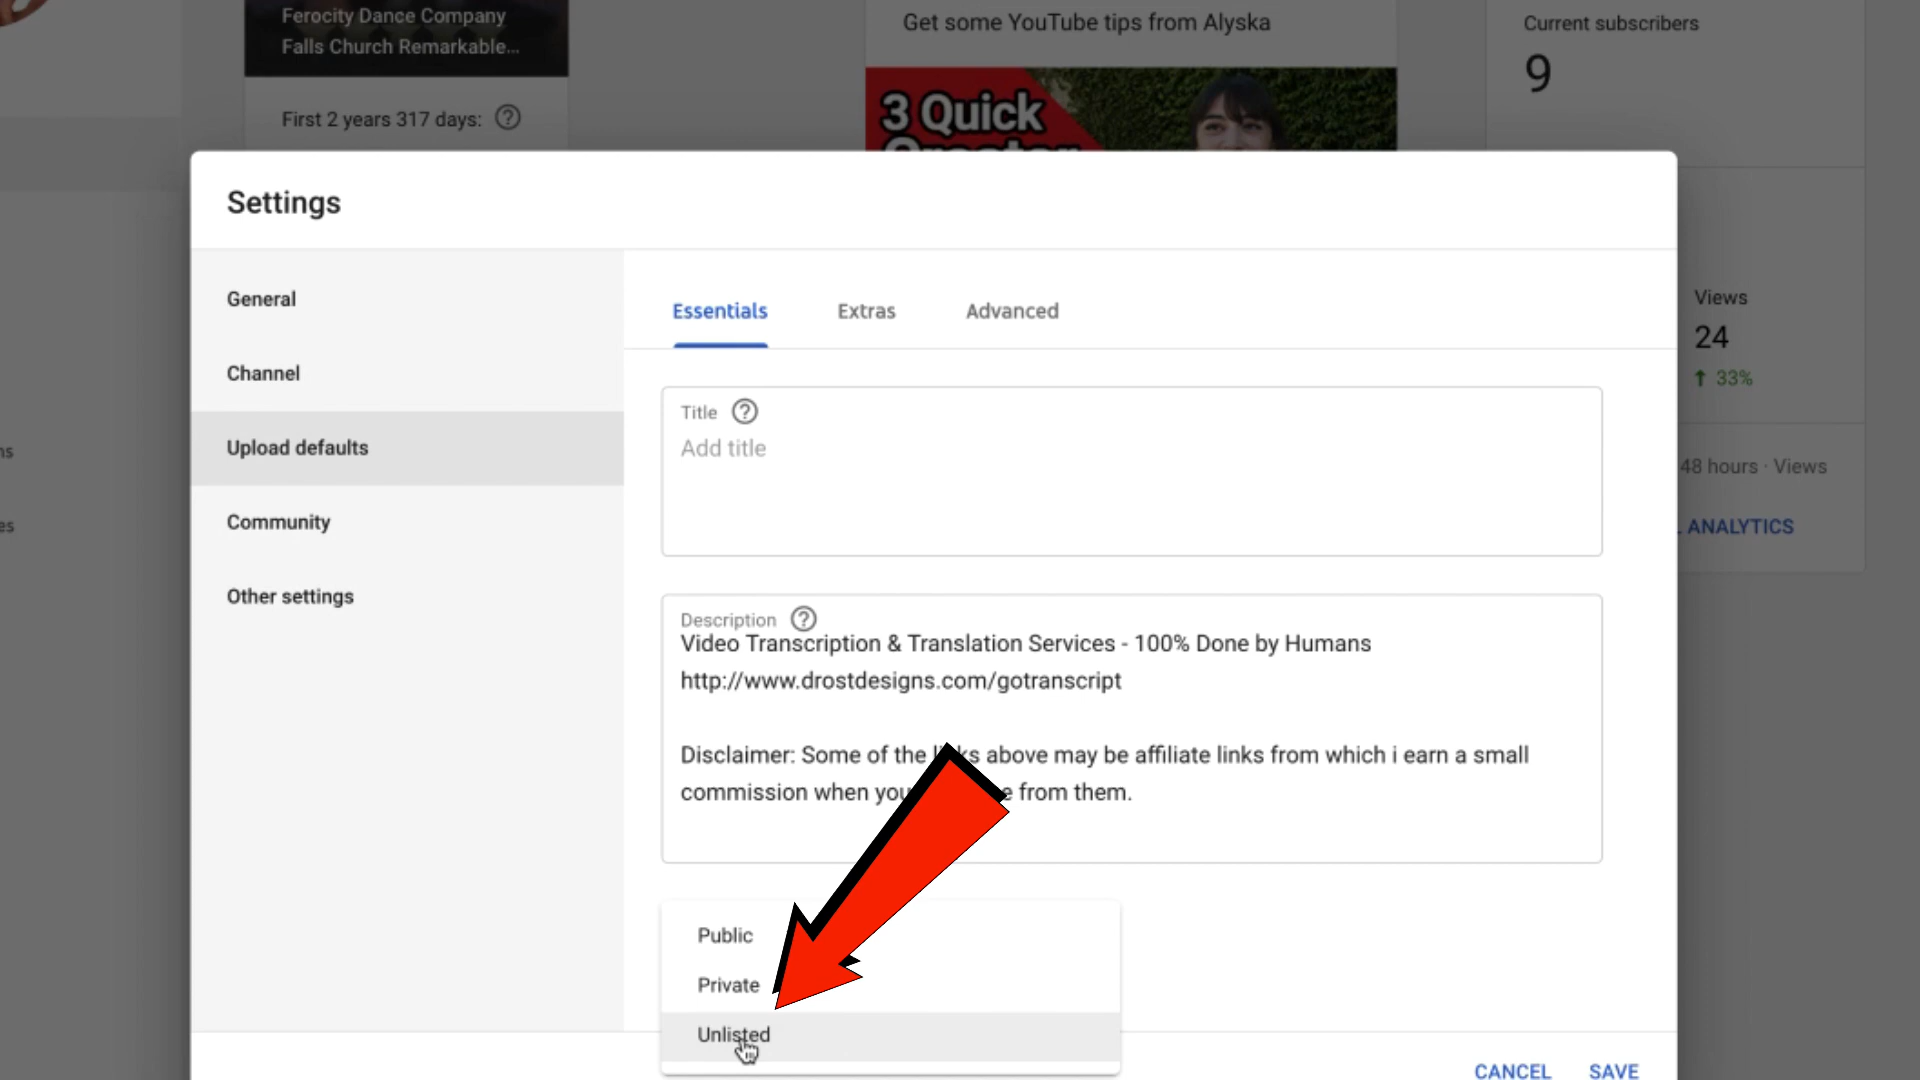 Ferocity Dance Company
Falls Church Remarkable...
First 2 years 317 days:
Get some YouTube tips from Alyska
3 Quick
Creator
Current subscribers
9
Views
24
33%
48 hours · Views
ANALYTICS
Settings
General
Channel
Upload defaults
Community
Other settings
Essentials
Extras
Advanced
Title
Add title
Description
Video Transcription & Translation Services - 100% Done by Humans
http://www.drostdesigns.com/gotranscript
Disclaimer: Some of the links above may be affiliate links from which i earn a small
commission when you from them.
Public
Private
Unlisted
CANCEL
SAVE